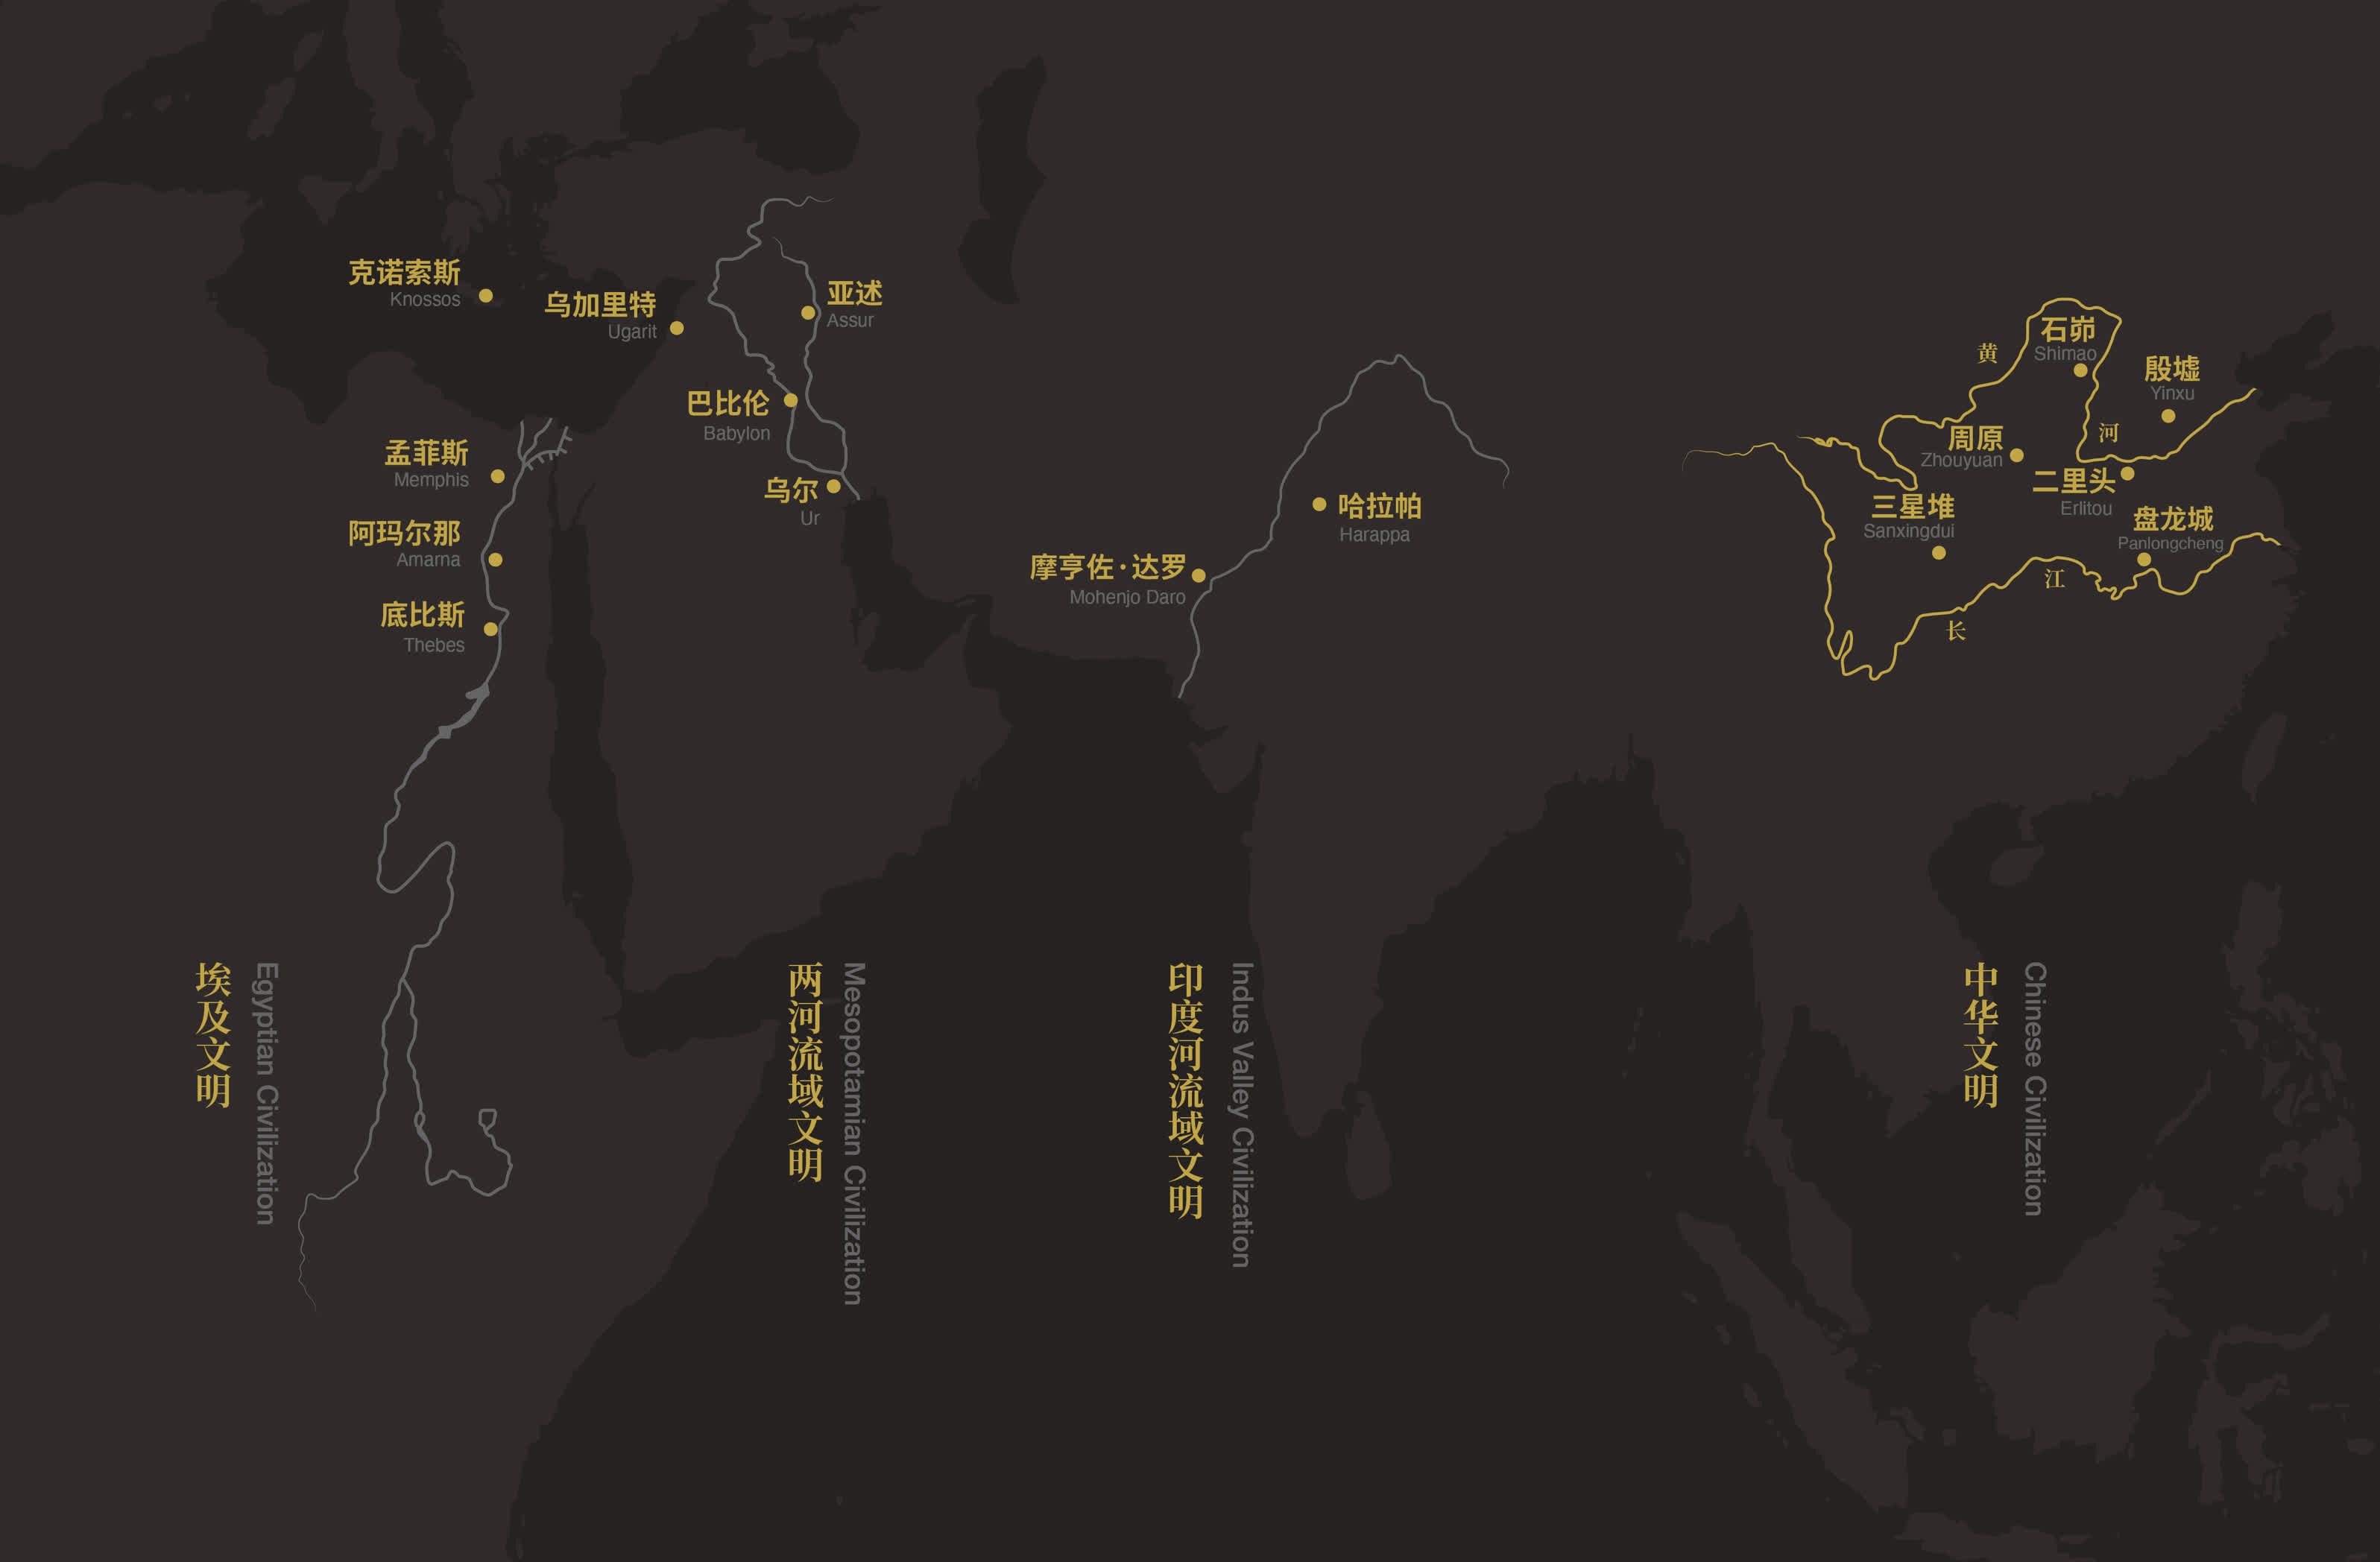 克诺索斯
Knossos
乌加里特
Ugarit
亚述
Assur
巴比伦
Babylon
乌尔
Ur
孟菲斯
Memphis
阿玛尔那
Amarna
底比斯
Thebes
哈拉帕
Harappa
摩亨佐·达罗
Mohenjo Daro
石峁
Shimao
殷墟
Yinxu
周原
Zhouyuan
二里头
Erlitou
三星堆
Sanxingdui
盘龙城
Panlongcheng
黄河
长江
埃及文明
Egyptian Civilization
两河流域文明
Mesopotamian Civilization
印度河流域文明
Indus Valley Civilization
中华文明
Chinese Civilization